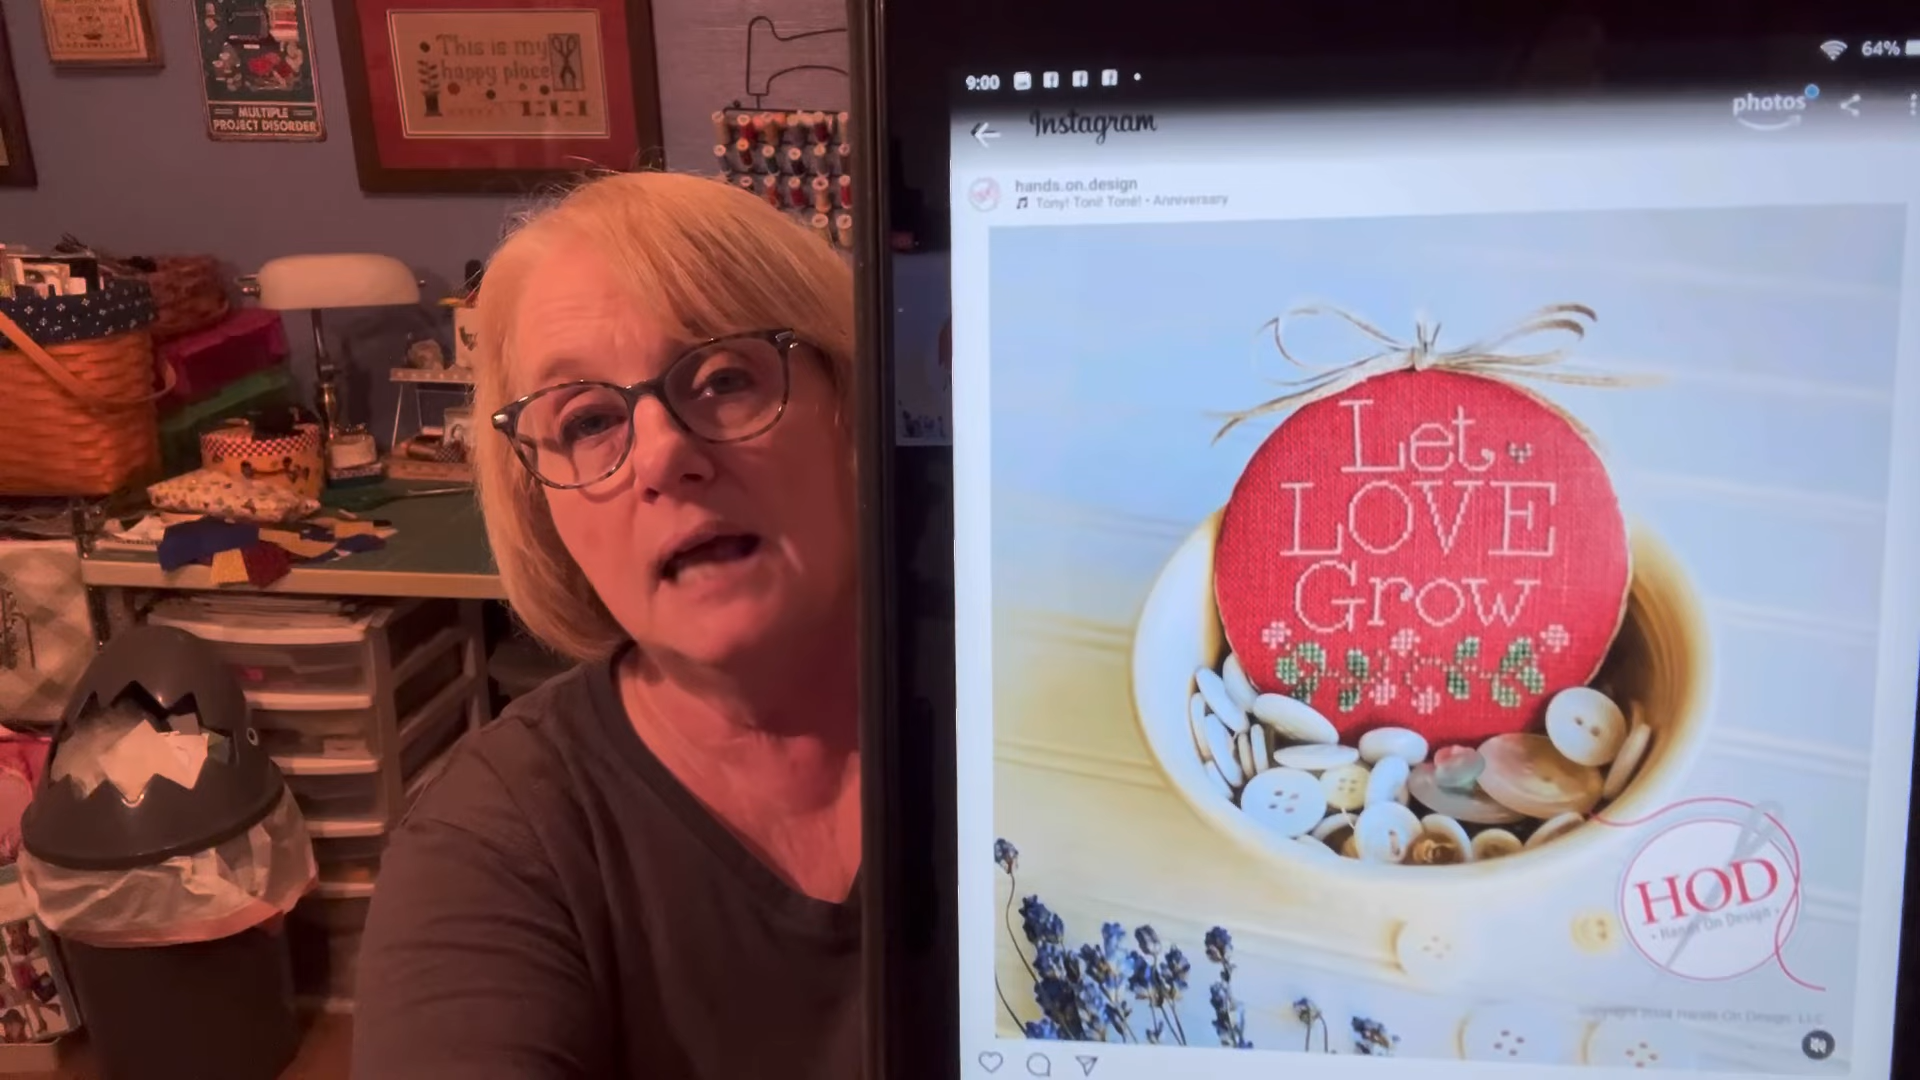 This is my
happy place
MULTIPLE
PROJECT DISORDER
9:00
64%
photos
Instagram
hands.on.design
Tony! Toni! Toné! • Anniversary
Let
LOVE
Grow
HOD
• Hands On Design •